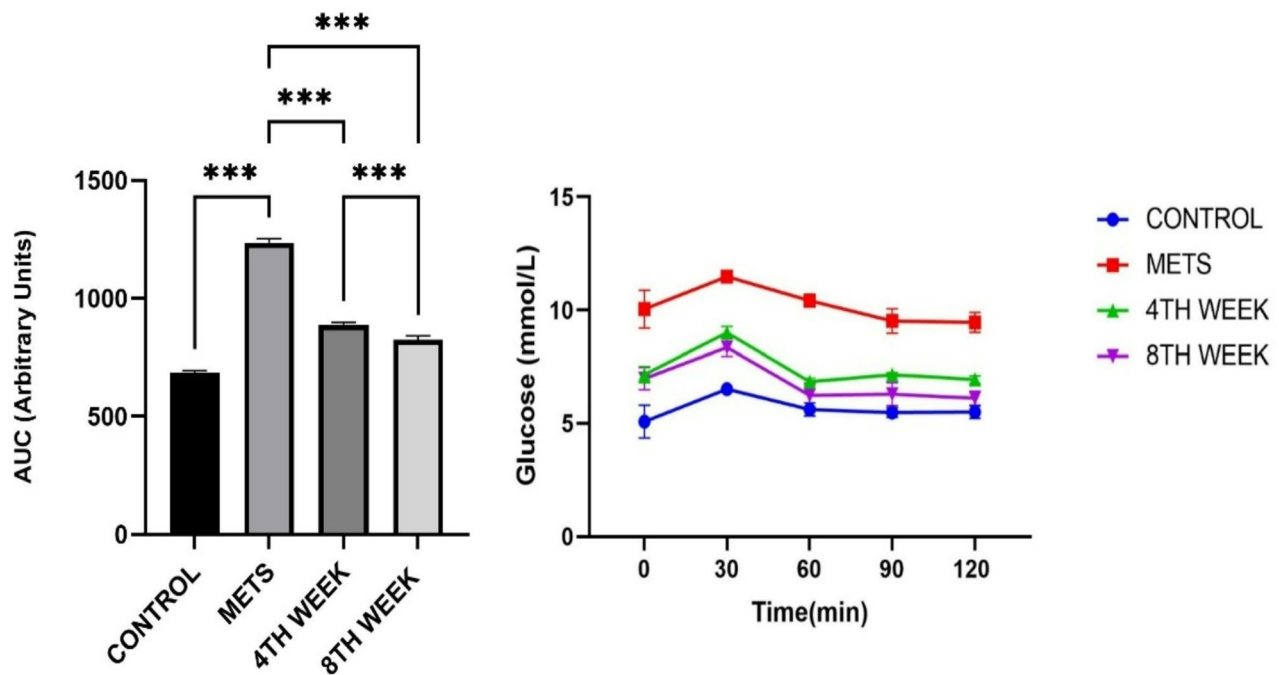 ***
***
*** ***
1500
1000
500
0
AUC (Arbitrary Units)
CONTROL
METS
4TH WEEK
8TH WEEK
15
10
5
0
Glucose (mmol/L)
0 30 60 90 120
Time(min)
CONTROL
METS
4TH WEEK
8TH WEEK